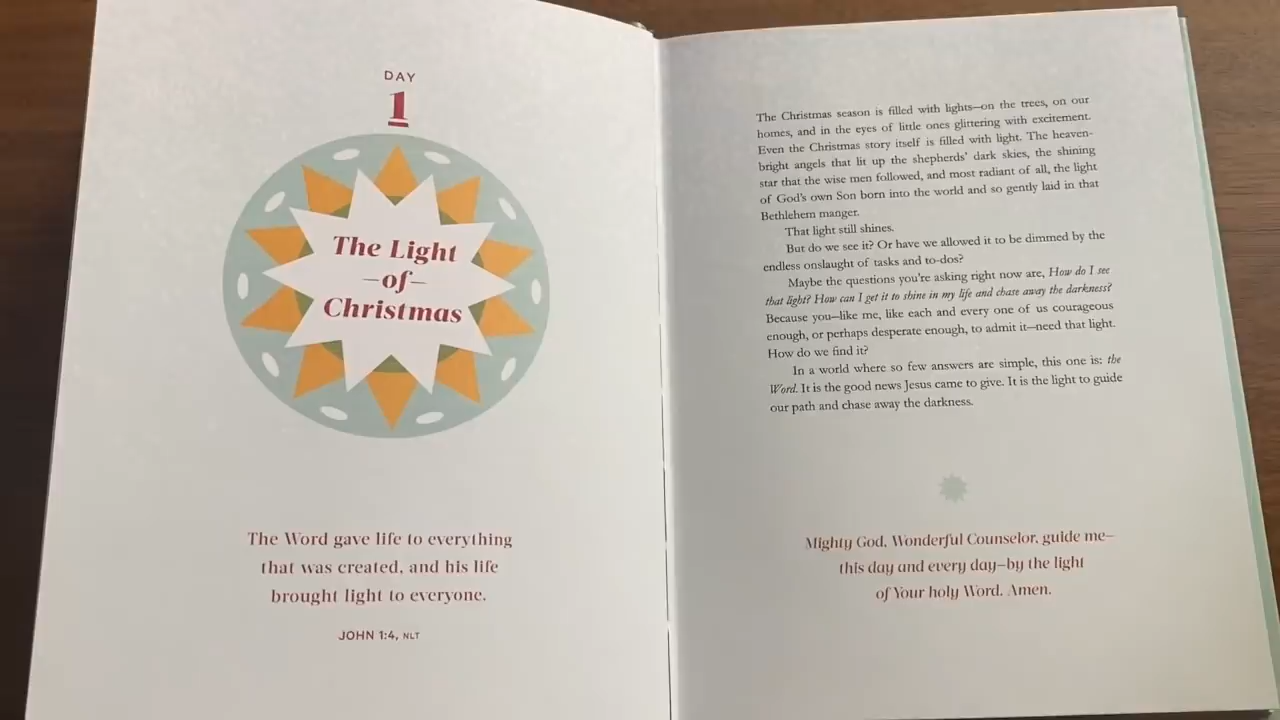 DAY
1
The Light
—of—
Christmas
The Word gave life to everything
that was created, and his life
brought light to everyone.
JOHN 1:4, NLT
The Christmas season is filled with lights—on the trees, on our
homes, and in the eyes of little ones glittering with excitement.
Even the Christmas story itself is filled with light. The heaven-
bright angels that lit up the shepherds' dark skies, the shining
star that the wise men followed, and most radiant of all, the light
of God's own Son born into the world and so gently laid in that
Bethlehem manger.
That light still shines.
But do we see it? Or have we allowed it to be dimmed by the
endless onslaught of tasks and to-dos?
Maybe the questions you're asking right now are, How do I see
that light? How can I get it to shine in my life and chase away the darkness?
Because you—like me, like each and every one of us courageous
enough, or perhaps desperate enough, to admit it—need that light.
How do we find it?
In a world where so few answers are simple, this one is: the
Word. It is the good news Jesus came to give. It is the light to guide
our path and chase away the darkness.
Mighty God, Wonderful Counselor, guide me—
this day and every day—by the light
of Your holy Word. Amen.